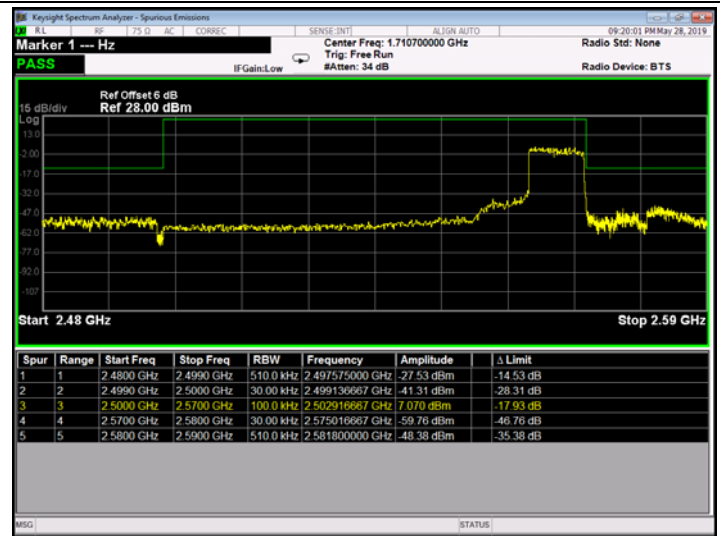 Keysight Spectrum Analyzer - Spurious Emissions
RL RF 75 Ω AC CORREC SENSE:INT ALIGN AUTO 09:20:01 PM May 28, 2019
Marker 1 --- Hz Center Freq: 1.710700000 GHz Radio Std: None
Trig: Free Run
PASS IFGain:Low #Atten: 34 dB Radio Device: BTS
Ref Offset 6 dB
15 dB/div Ref 28.00 dBm
Log
13.0
-2.00
-17.0
-32.0
-47.0
-62.0
-77.0
-92.0
-107
Start 2.48 GHz Stop 2.59 GHz
Spur Range Start Freq Stop Freq RBW Frequency Amplitude Δ Limit
1 1 2.4800 GHz 2.4990 GHz 510.0 kHz 2.497575000 GHz -27.53 dBm -14.53 dB
2 2 2.4990 GHz 2.5000 GHz 30.00 kHz 2.499136667 GHz -41.31 dBm -28.31 dB
3 3 2.5000 GHz 2.5700 GHz 100.0 kHz 2.502916667 GHz 7.070 dBm -17.93 dB
4 4 2.5700 GHz 2.5800 GHz 30.00 kHz 2.575016667 GHz -59.76 dBm -46.76 dB
5 5 2.5800 GHz 2.5900 GHz 510.0 kHz 2.581800000 GHz -48.38 dBm -35.38 dB
MSG STATUS